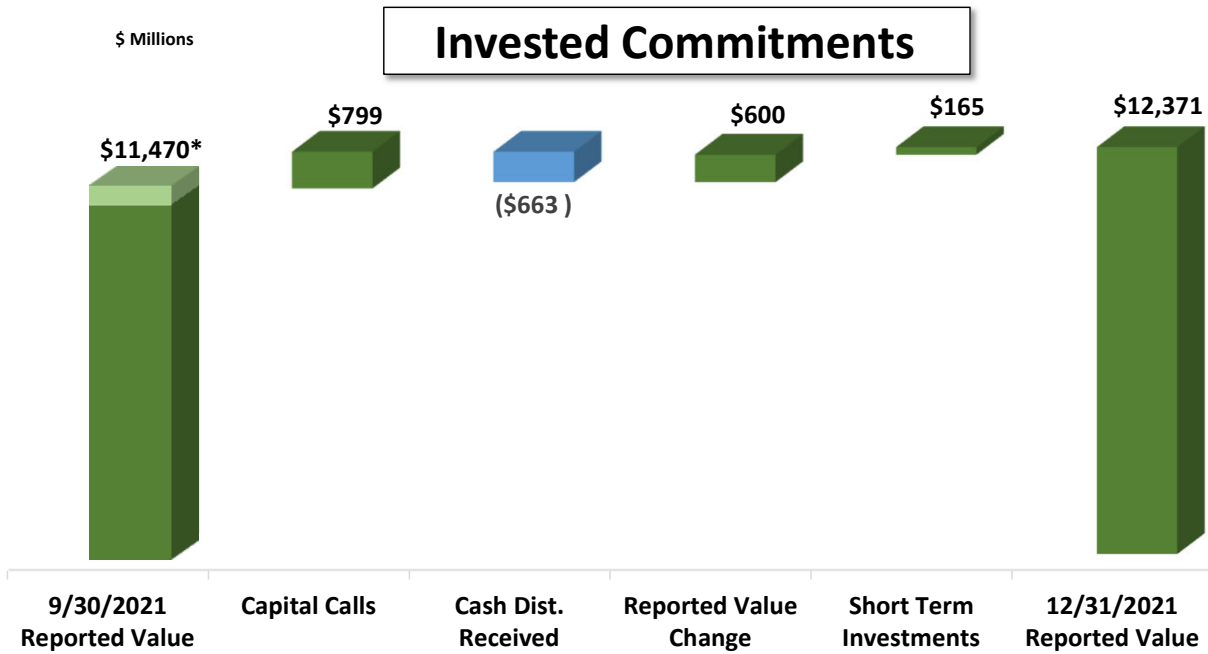 $ Millions
Invested Commitments
$11,470*
$799
($663 )
$600
$165
$12,371
9/30/2021
Reported Value
Capital Calls
Cash Dist.
Received
Reported Value
Change
Short Term
Investments
12/31/2021
Reported Value